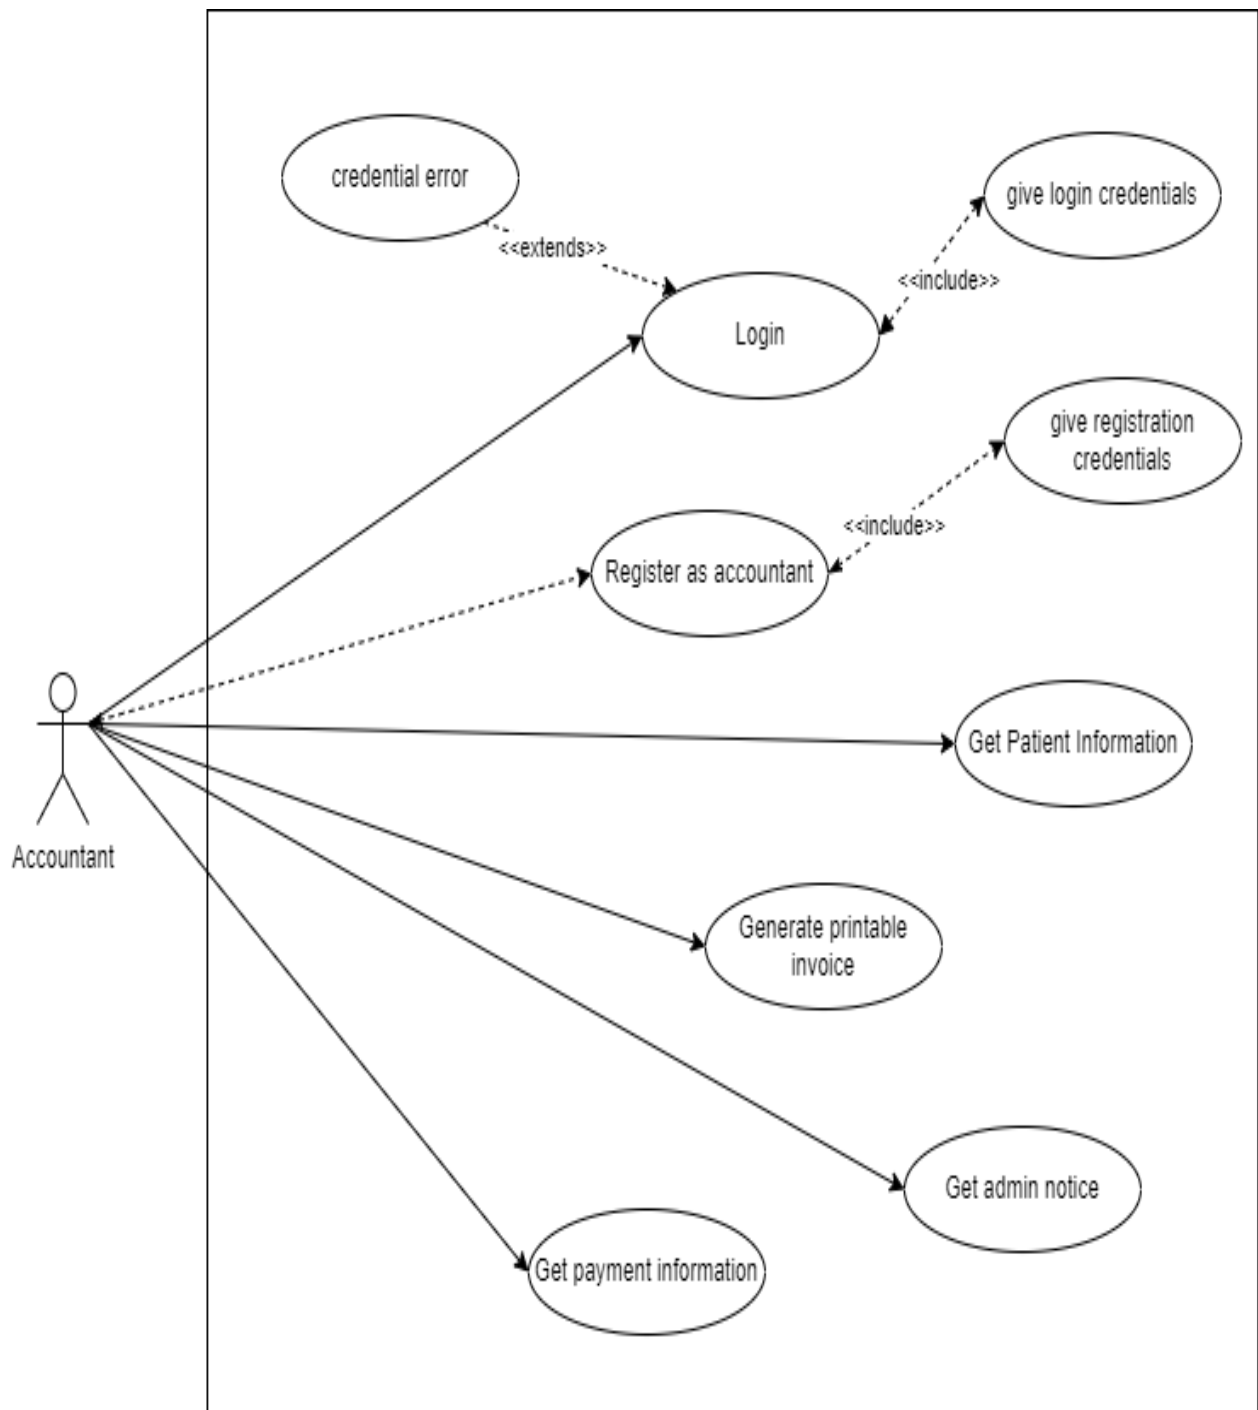 credential error
give login credentials
<<extends>>
<<include>>
Login
give registration
credentials
<<include>>
Register as accountant
Get Patient Information
Accountant
Generate printable
invoice
Get admin notice
Get payment information